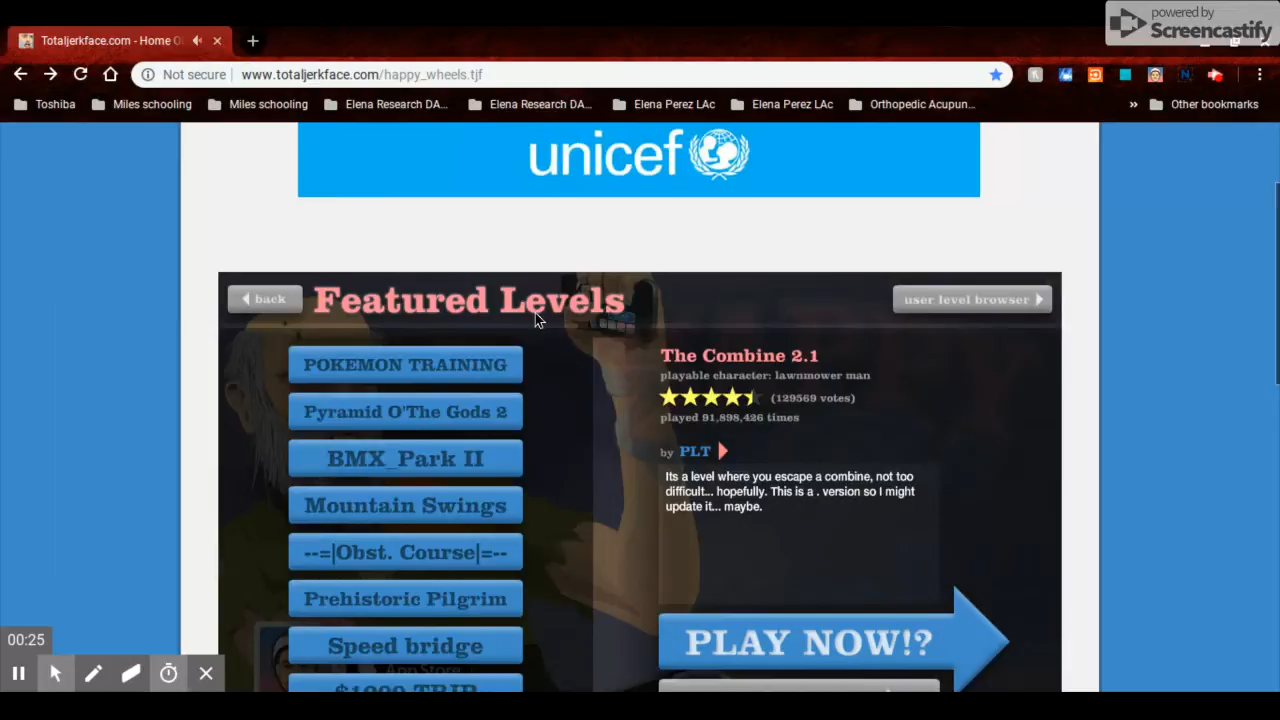 powered by
Screencastify
Totaljerkface.com - Home O
Not secure
www.totaljerkface.com/happy_wheels.tjf
Toshiba
Miles schooling
Miles schooling
Elena Research DA...
Elena Research DA...
Elena Perez LAc
Elena Perez LAc
Orthopedic Acupun...
»
Other bookmarks
unicef
back
Featured Levels
user level browser
POKEMON TRAINING
Pyramid O'The Gods 2
BMX_Park II
Mountain Swings
--=|Obst. Course|=--
Prehistoric Pilgrim
Speed bridge
App Store
$1000 TRIP
The Combine 2.1
playable character: lawnmower man
(129569 votes)
played 91,898,426 times
by PLT
Its a level where you escape a combine, not too
difficult... hopefully. This is a . version so I might
update it... maybe.
PLAY NOW!?
00:25